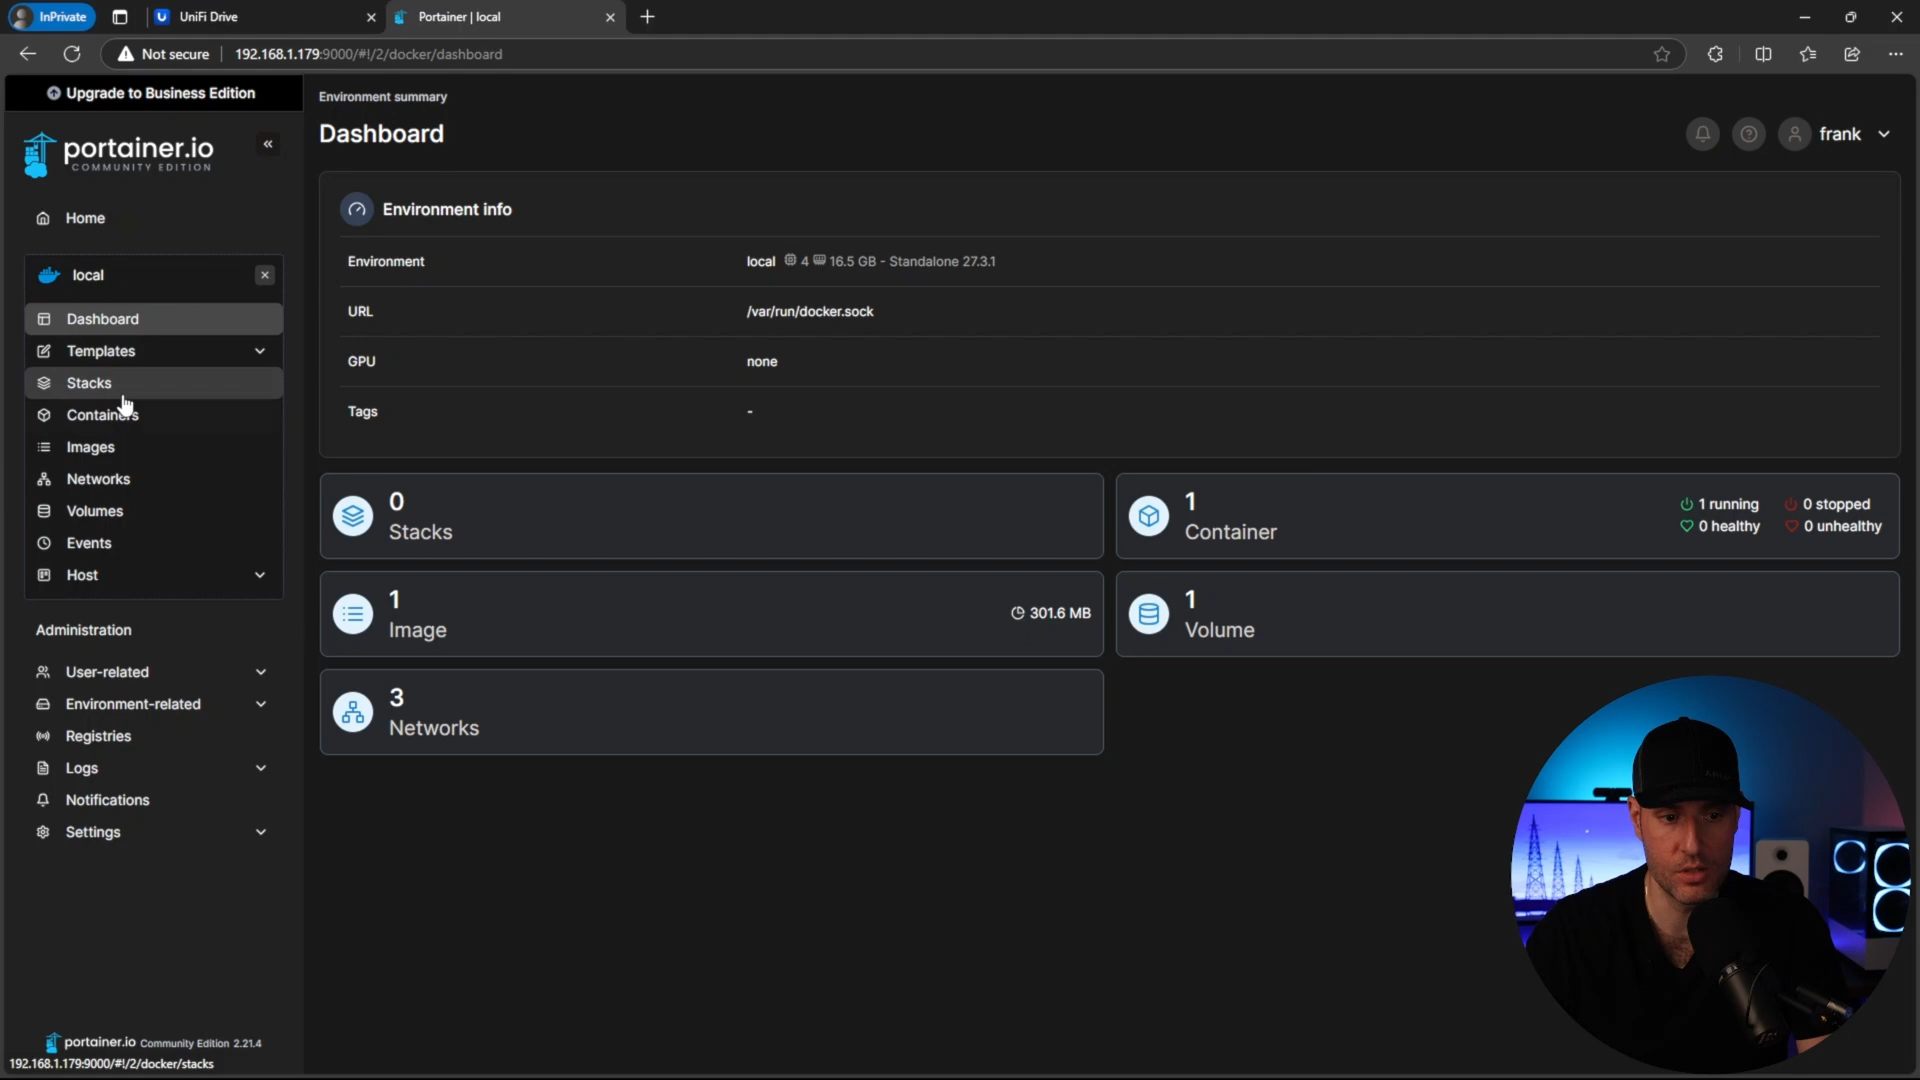 InPrivate
UniFi Drive
Portainer | local
Not secure
192.168.1.179:9000/#!/2/docker/dashboard
Upgrade to Business Edition
portainer.io
COMMUNITY EDITION
Home
local
Dashboard
Templates
Stacks
Containers
Images
Networks
Volumes
Events
Host
Administration
User-related
Environment-related
Registries
Logs
Notifications
Settings
portainer.io Community Edition 2.21.4
192.168.1.179:9000/#!/2/docker/stacks
Environment summary
Dashboard
frank
Environment info
Environment local 4 16.5 GB - Standalone 27.3.1
URL /var/run/docker.sock
GPU none
Tags -
0
Stacks
1
Container
1 running 0 stopped
0 healthy 0 unhealthy
1
Image
301.6 MB
1
Volume
3
Networks